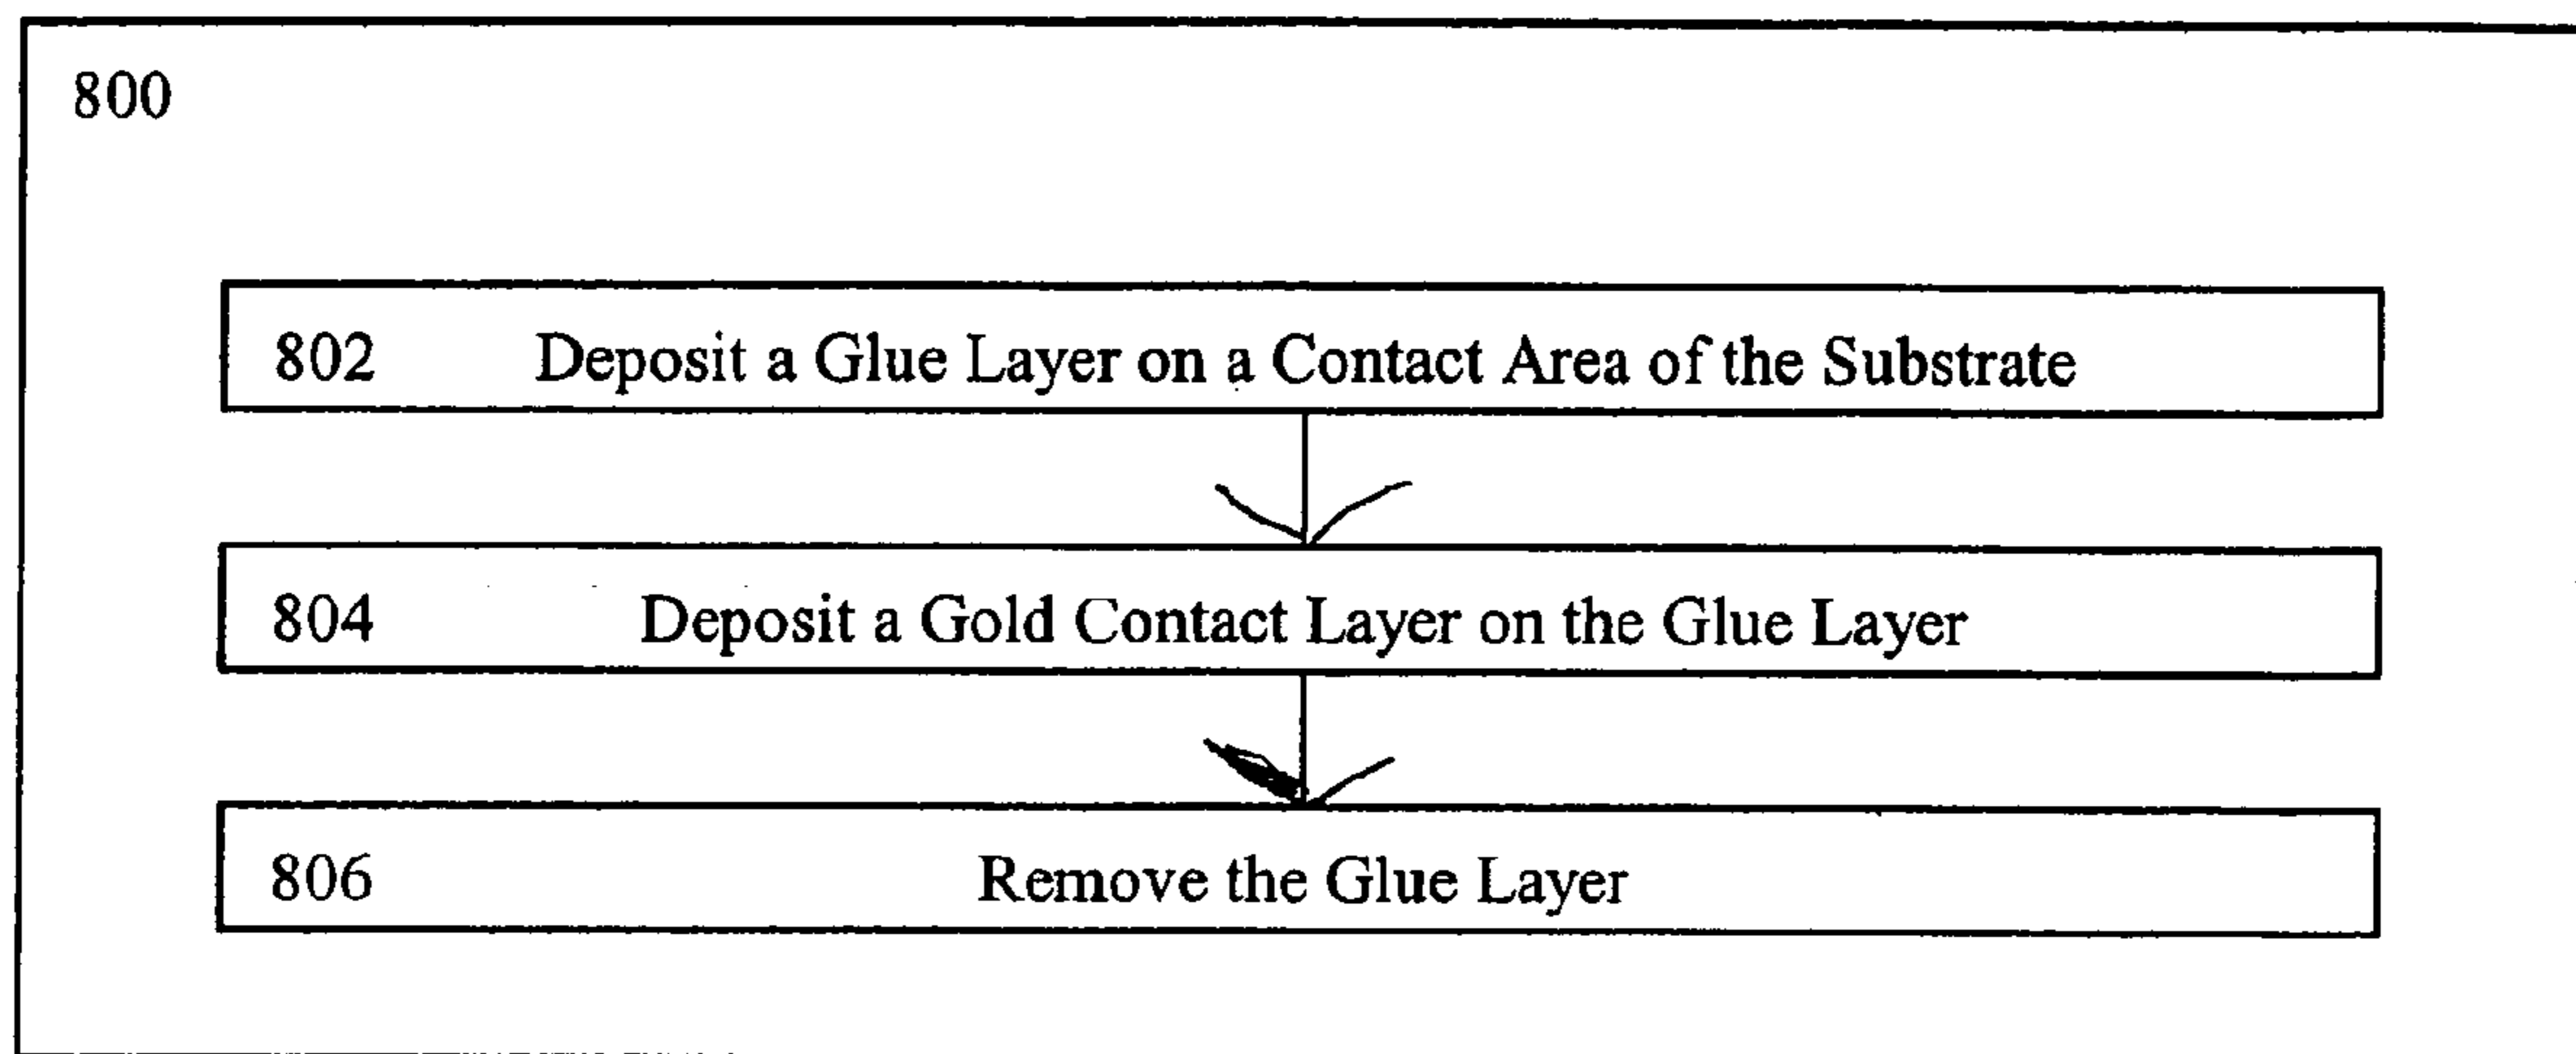 800
802 Deposit a Glue Layer on a Contact Area of the Substrate
804 Deposit a Gold Contact Layer on the Glue Layer
806 Remove the Glue Layer